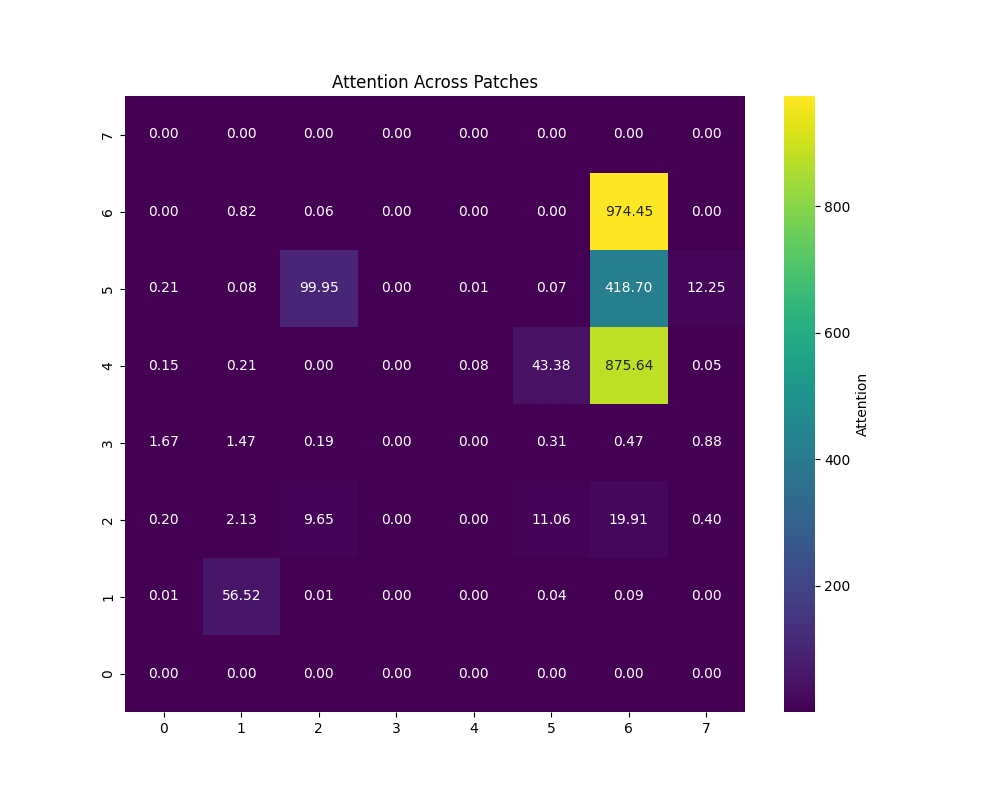 Attention Across Patches
7 0.00 0.00 0.00 0.00 0.00 0.00 0.00 0.00
6 0.00 0.82 0.06 0.00 0.00 0.00 974.45 0.00
5 0.21 0.08 99.95 0.00 0.01 0.07 418.70 12.25
4 0.15 0.21 0.00 0.00 0.08 43.38 875.64 0.05
3 1.67 1.47 0.19 0.00 0.00 0.31 0.47 0.88
2 0.20 2.13 9.65 0.00 0.00 11.06 19.91 0.40
1 0.01 56.52 0.01 0.00 0.00 0.04 0.09 0.00
0 0.00 0.00 0.00 0.00 0.00 0.00 0.00 0.00
0 1 2 3 4 5 6 7
800
600
400
200
Attention